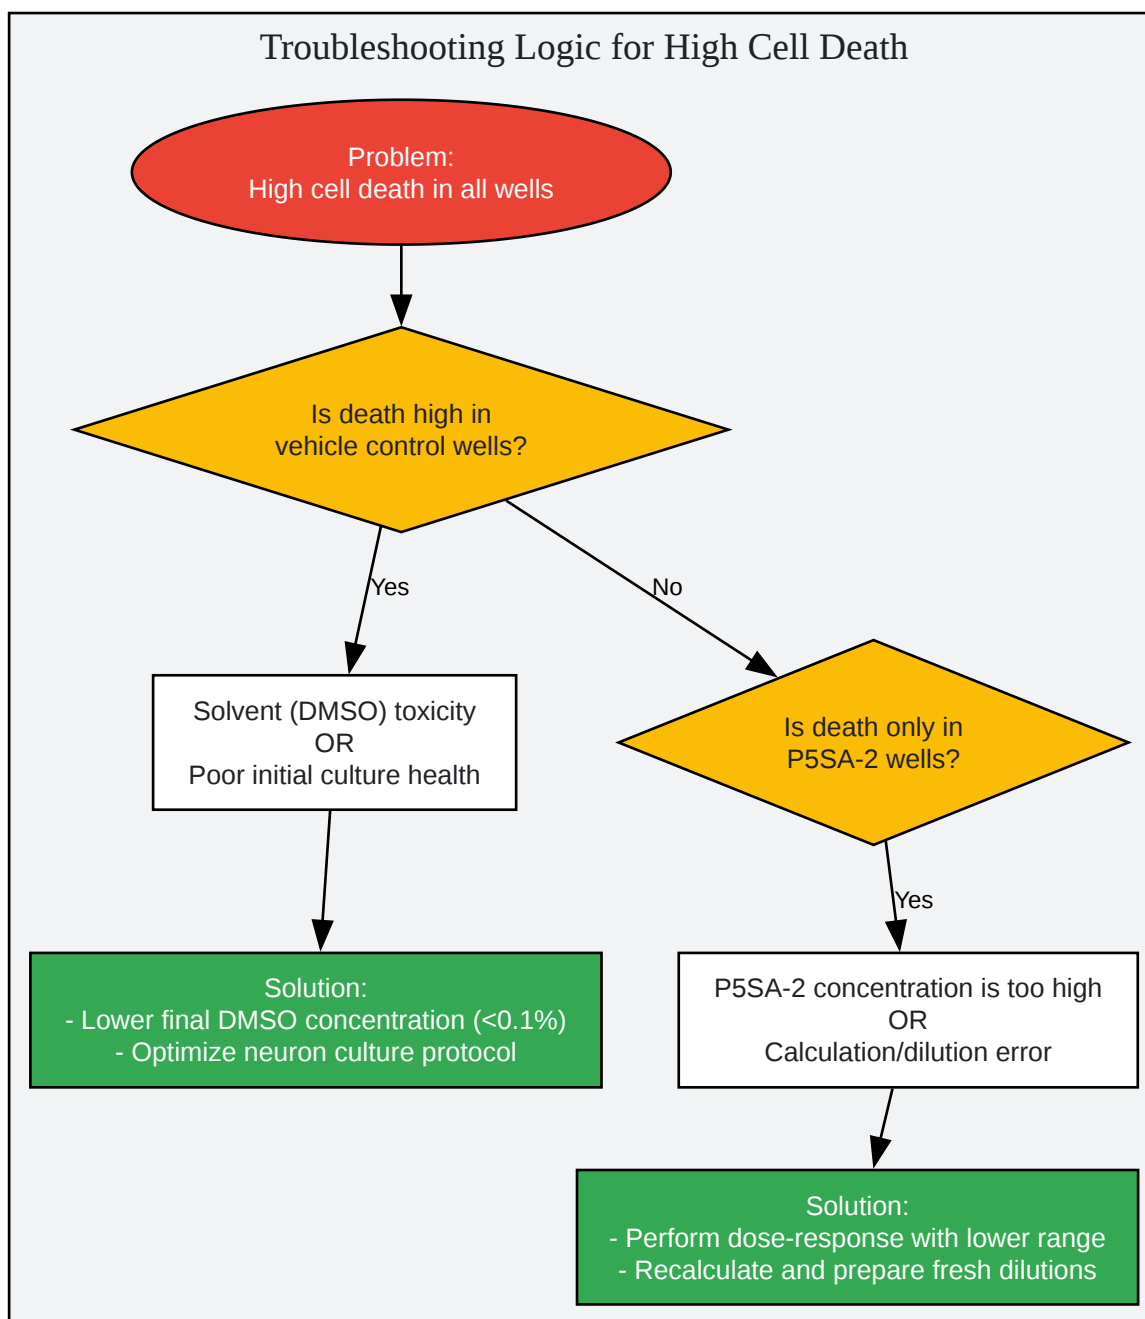 Troubleshooting Logic for High Cell Death
Problem:
High cell death in all wells
Is death high in
vehicle control wells?
Yes
No
Solvent (DMSO) toxicity
OR
Poor initial culture health
Is death only in
P5SA-2 wells?
Yes
Solution:
- Lower final DMSO concentration (<0.1%)
- Optimize neuron culture protocol
P5SA-2 concentration is too high
OR
Calculation/dilution error
Solution:
- Perform dose-response with lower range
- Recalculate and prepare fresh dilutions